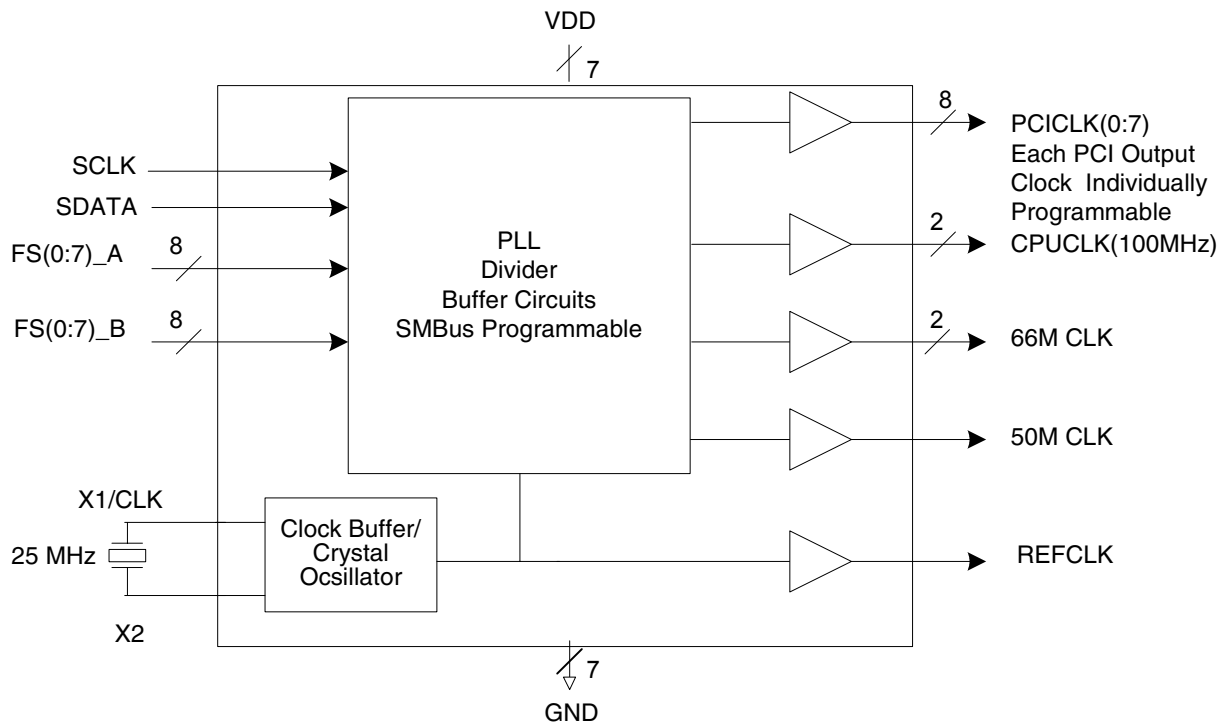 VDD
7
8
PCICLK(0:7)
Each PCI Output
Clock Individually
Programmable
SCLK
SDATA
FS(0:7)_A
8
FS(0:7)_B
8
PLL
Divider
Buffer Circuits
SMBus Programmable
2
CPUCLK(100MHz)
2
66M CLK
50M CLK
X1/CLK
25 MHz
X2
Clock Buffer/
Crystal
Ocsillator
REFCLK
7
GND